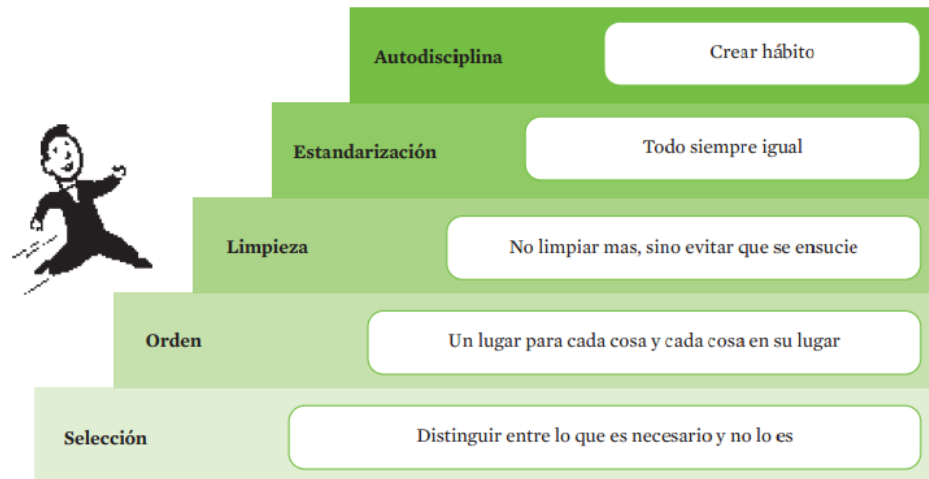 Autodisciplina
Crear hábito
Estandarización
Todo siempre igual
Limpieza
No limpiar mas, sino evitar que se ensucie
Orden
Un lugar para cada cosa y cada cosa en su lugar
Selección
Distinguir entre lo que es necesario y no lo es